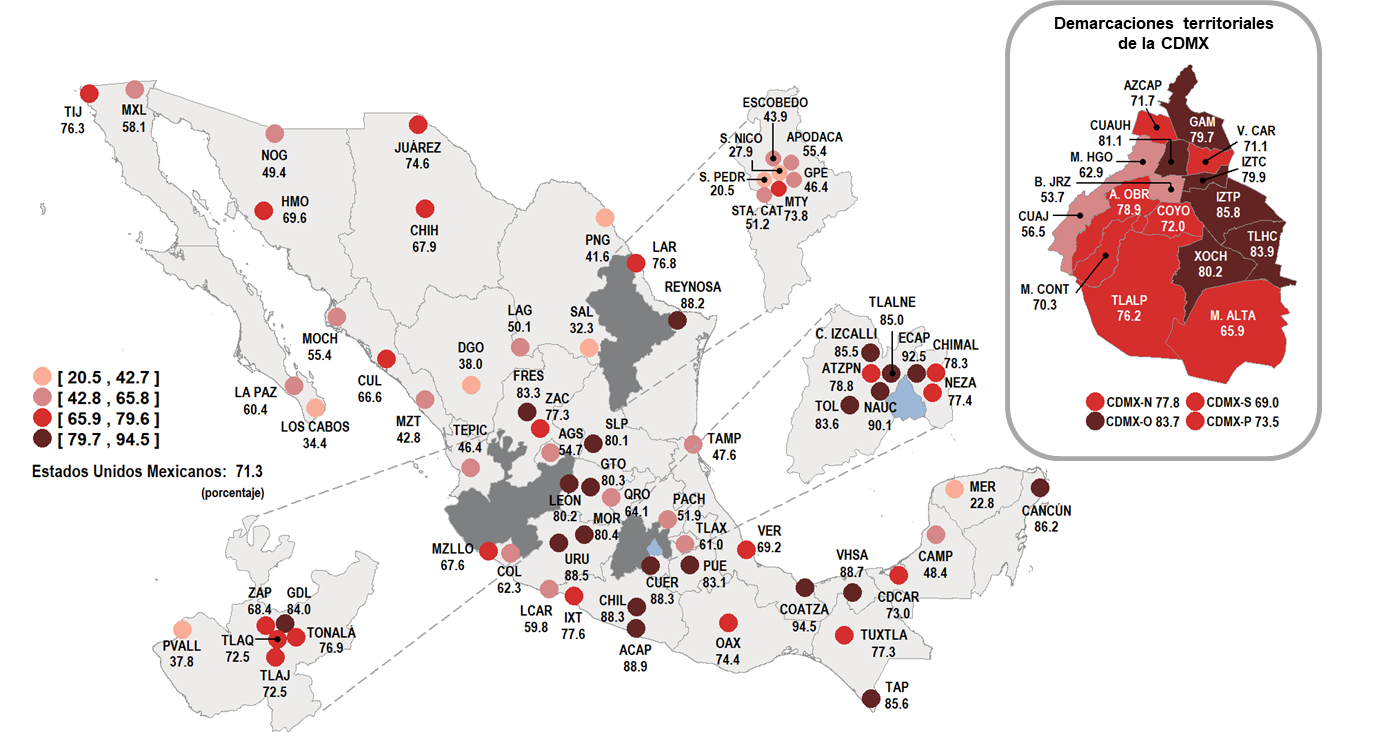 Demarcaciones territoriales
de la CDMX
AZCAP
71.7
GAM
79.7
CUAUH
81.1
V. CAR
71.1
M. HGO
62.9
IZTC
79.9
B. JRZ
53.7
A. OBR
78.9
IZTP
85.8
CUAJ
56.5
COYO
72.0
TLHC
83.9
XOCH
80.2
M. CONT
70.3
TLALP
76.2
M. ALTA
65.9
CDMX-N 77.8
CDMX-S 69.0
CDMX-O 83.7
CDMX-P 73.5
TIJ
76.3
MXL
58.1
NOG
49.4
JUÁREZ
74.6
HMO
69.6
CHIH
67.9
ESCOBEDO
43.9
S. NICO
27.9
APODACA
55.4
S. PEDR
20.5
GPE
46.4
STA. CAT
51.2
MTY
73.8
PNG
41.6
LAR
76.8
REYNOSA
88.2
LAG
50.1
SAL
32.3
MOCH
55.4
DGO
38.0
LA PAZ
60.4
LOS CABOS
34.4
CUL
66.6
MZT
42.8
FRES
83.3
ZAC
77.3
TEPIC
46.4
AGS
54.7
SLP
80.1
TAMP
47.6
TLALNE
85.0
C. IZCALLI
85.5
ECAP
92.5
CHIMAL
78.3
ATZPN
78.8
NEZA
77.4
TOL
83.6
NAUC
90.1
[ 20.5 , 42.7 ]
[ 42.8 , 65.8 ]
[ 65.9 , 79.6 ]
[ 79.7 , 94.5 ]
Estados Unidos Mexicanos: 71.3
(porcentaje)
GTO
80.3
LEÓN
80.2
QRO
64.1
PACH
51.9
MOR
80.4
TLAX
61.0
MZLLO
67.6
COL
62.3
URU
88.5
CUER
88.3
PUE
83.1
VER
69.2
LCAR
59.8
IXT
77.6
CHIL
88.3
ACAP
88.9
OAX
74.4
COATZA
94.5
VHSA
88.7
CDCAR
73.0
CAMP
48.4
MER
22.8
CANCÚN
86.2
TUXTLA
77.3
TAP
85.6
ZAP
68.4
GDL
84.0
PVALL
37.8
TLAQ
72.5
TONALÁ
76.9
TLAJ
72.5